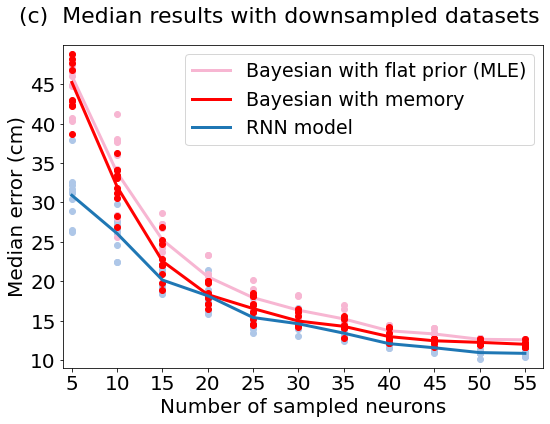 (c) Median results with downsampled datasets
Bayesian with flat prior (MLE)
Bayesian with memory
RNN model
Median error (cm)
45
40
35
30
25
20
15
10
5 10 15 20 25 30 35 40 45 50 55
Number of sampled neurons